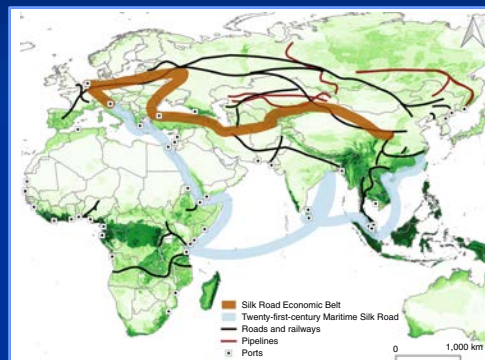 Silk Road Economic Belt
Twenty-first-century Maritime Silk Road
Roads and railways
Pipelines
Ports
0 1,000 km